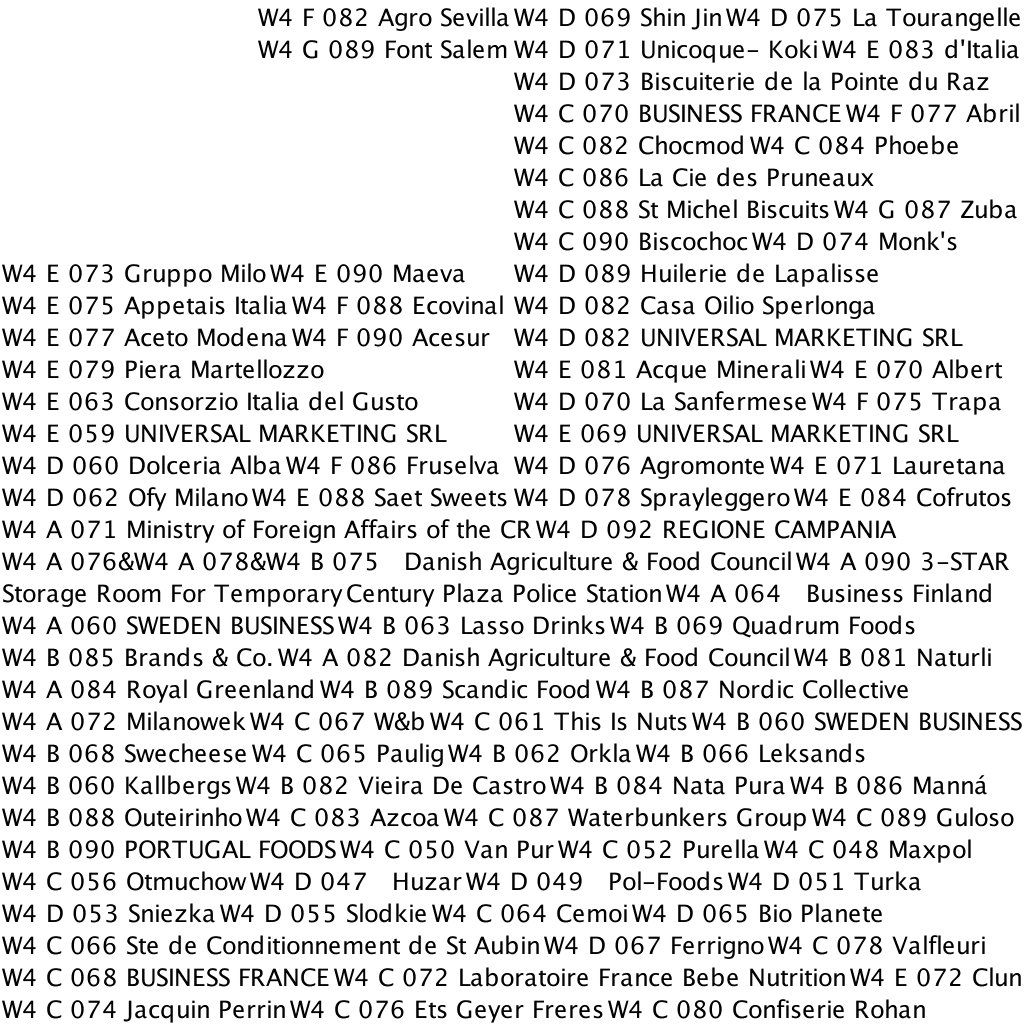 W4 F 082 Agro Sevilla W4 D 069 Shin Jin W4 D 075 La Tourangelle
W4 G 089 Font Salem W4 D 071 Unicoque- Koki W4 E 083 d'Italia
W4 D 073 Biscuiterie de la Pointe du Raz
W4 C 070 BUSINESS FRANCE W4 F 077 Abril
W4 C 082 Chocmod W4 C 084 Phoebe
W4 C 086 La Cie des Pruneaux
W4 C 088 St Michel Biscuits W4 G 087 Zuba
W4 C 090 Biscochoc W4 D 074 Monk's
W4 E 073 Gruppo Milo W4 E 090 Maeva W4 D 089 Huilerie de Lapalisse
W4 E 075 Appetais Italia W4 F 088 Ecovinal W4 D 082 Casa Oilio Sperlonga
W4 E 077 Aceto Modena W4 F 090 Acesur W4 D 082 UNIVERSAL MARKETING SRL
W4 E 079 Piera Martellozzo W4 E 081 Acque Minerali W4 E 070 Albert
W4 E 063 Consorzio Italia del Gusto W4 D 070 La Sanfermese W4 F 075 Trapa
W4 E 059 UNIVERSAL MARKETING SRL W4 E 069 UNIVERSAL MARKETING SRL
W4 D 060 Dolceria Alba W4 F 086 Fruselva W4 D 076 Agromonte W4 E 071 Lauretana
W4 D 062 Ofy Milano W4 E 088 Saet Sweets W4 D 078 Sprayleggero W4 E 084 Cofrutos
W4 A 071 Ministry of Foreign Affairs of the CR W4 D 092 REGIONE CAMPANIA
W4 A 076&W4 A 078&W4 B 075 Danish Agriculture & Food Council W4 A 090 3-STAR
Storage Room For Temporary Century Plaza Police Station W4 A 064 Business Finland
W4 A 060 SWEDEN BUSINESS W4 B 063 Lasso Drinks W4 B 069 Quadrum Foods
W4 B 085 Brands & Co. W4 A 082 Danish Agriculture & Food Council W4 B 081 Naturli
W4 A 084 Royal Greenland W4 B 089 Scandic Food W4 B 087 Nordic Collective
W4 A 072 Milanowek W4 C 067 W&b W4 C 061 This Is Nuts W4 B 060 SWEDEN BUSINESS
W4 B 068 Swecheese W4 C 065 Paulig W4 B 062 Orkla W4 B 066 Leksands
W4 B 060 Kallbergs W4 B 082 Vieira De Castro W4 B 084 Nata Pura W4 B 086 Manná
W4 B 088 Outeirinho W4 C 083 Azcoa W4 C 087 Waterbunkers Group W4 C 089 Guloso
W4 B 090 PORTUGAL FOODS W4 C 050 Van Pur W4 C 052 Purella W4 C 048 Maxpol
W4 C 056 Otmuchow W4 D 047 Huzar W4 D 049 Pol-Foods W4 D 051 Turka
W4 D 053 Sniezka W4 D 055 Slodkie W4 C 064 Cemoi W4 D 065 Bio Planete
W4 C 066 Ste de Conditionnement de St Aubin W4 D 067 Ferrigno W4 C 078 Valfleuri
W4 C 068 BUSINESS FRANCE W4 C 072 Laboratoire France Bebe Nutrition W4 E 072 Clun
W4 C 074 Jacquin Perrin W4 C 076 Ets Geyer Freres W4 C 080 Confiserie Rohan